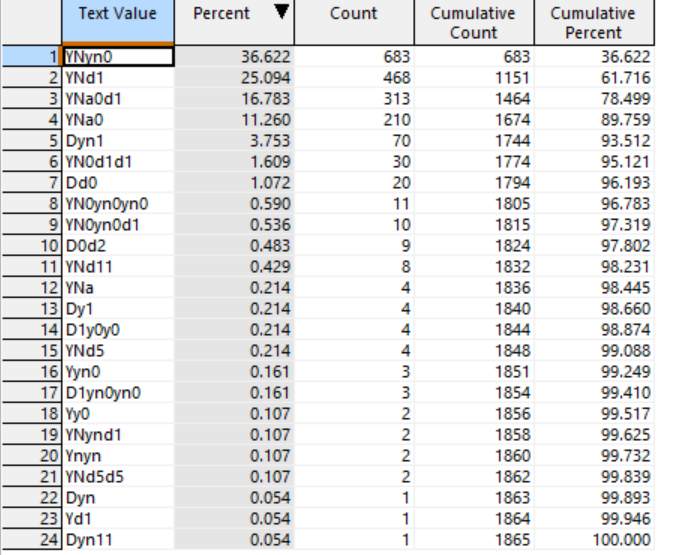 Text Value Percent ▼ Count Cumulative Count Cumulative Percent
1 YNyn0 36.622 683 683 36.622
2 YNd1 25.094 468 1151 61.716
3 YNa0d1 16.783 313 1464 78.499
4 YNa0 11.260 210 1674 89.759
5 Dyn1 3.753 70 1744 93.512
6 YN0d1d1 1.609 30 1774 95.121
7 Dd0 1.072 20 1794 96.193
8 YN0yn0yn0 0.590 11 1805 96.783
9 YN0yn0d1 0.536 10 1815 97.319
10 D0d2 0.483 9 1824 97.802
11 YNd11 0.429 8 1832 98.231
12 YNa 0.214 4 1836 98.445
13 Dy1 0.214 4 1840 98.660
14 D1y0y0 0.214 4 1844 98.874
15 YNd5 0.214 4 1848 99.088
16 Yyn0 0.161 3 1851 99.249
17 D1yn0yn0 0.161 3 1854 99.410
18 Yy0 0.107 2 1856 99.517
19 YNynd1 0.107 2 1858 99.625
20 Ynyn 0.107 2 1860 99.732
21 YNd5d5 0.107 2 1862 99.839
22 Dyn 0.054 1 1863 99.893
23 Yd1 0.054 1 1864 99.946
24 Dyn11 0.054 1 1865 100.000